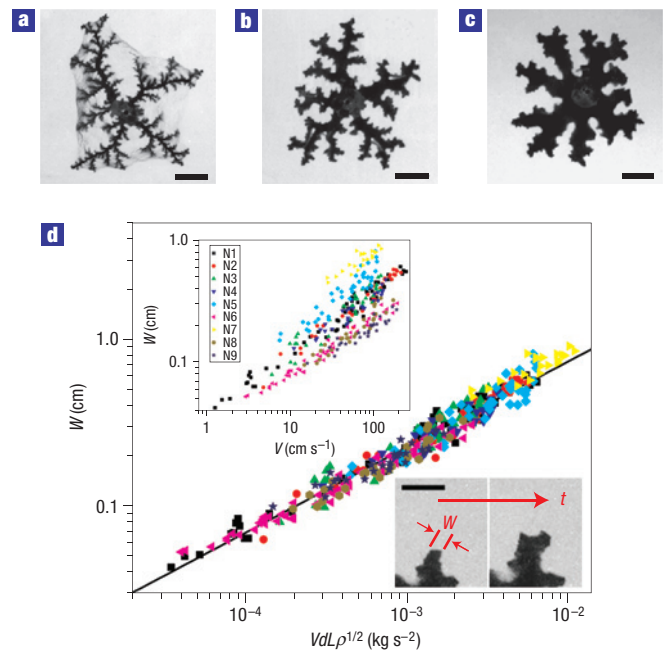 a
b
c
d
N1
N2
N3
N4
N5
N6
N7
N8
N9
1.0
0.1
W (cm)
1
10
100
V (cm s⁻¹)
1.0
0.1
W (cm)
t
W
10⁻⁴
10⁻³
10⁻²
VdLρ¹/² (kg s⁻²)